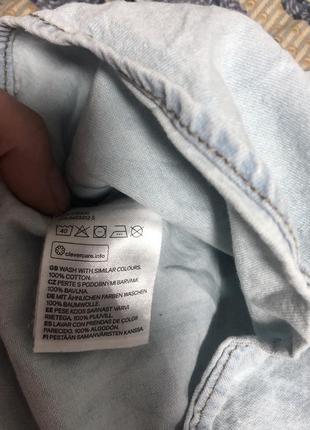 40
clevercare.info
GB WASH WITH SIMILAR COLOURS.
100% COTTON.
CZ PERTE S PODOBNÝMI BARVAMI.
100% BAVLNA.
DE MIT ÄHNLICHEN FARBEN WASCHEN.
100% BAUMWOLLE.
EE PESE KOOS SARNAST VÄRVI
RIETEGA. 100% PUUVILL.
ES LAVAR CON PRENDAS DE COLOR
PARECIDO. 100% ALGODÓN.
FI PESTÄÄN SAMANVÄRISTEN KANSSA.